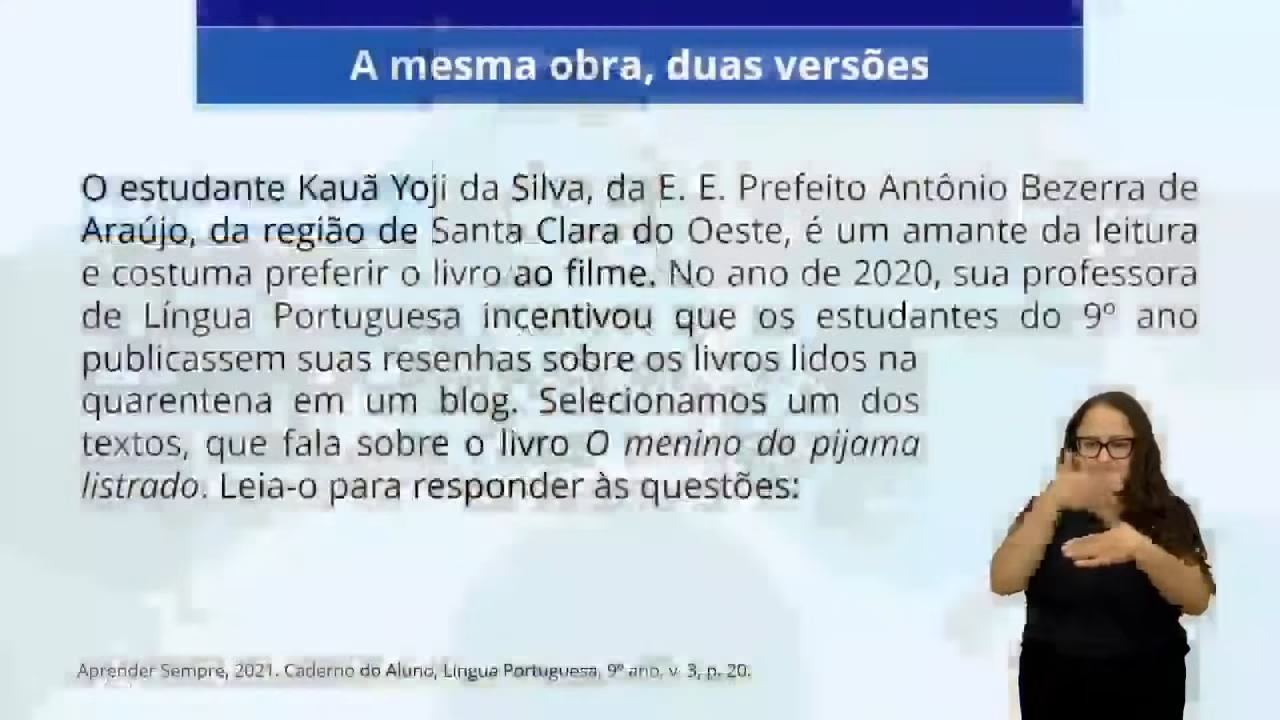 A mesma obra, duas versões
O estudante Kauã Yoji da Silva, da E. E. Prefeito Antônio Bezerra de
Araújo, da região de Santa Clara do Oeste, é um amante da leitura
e costuma preferir o livro ao filme. No ano de 2020, sua professora
de Língua Portuguesa incentivou que os estudantes do 9º ano
publicassem suas resenhas sobre os livros lidos na
quarentena em um blog. Selecionamos um dos
textos, que fala sobre o livro O menino do pijama
listrado. Leia-o para responder às questões:
Aprender Sempre, 2021. Caderno do Aluno, Língua Portuguesa, 9º ano, v. 3, p. 20.